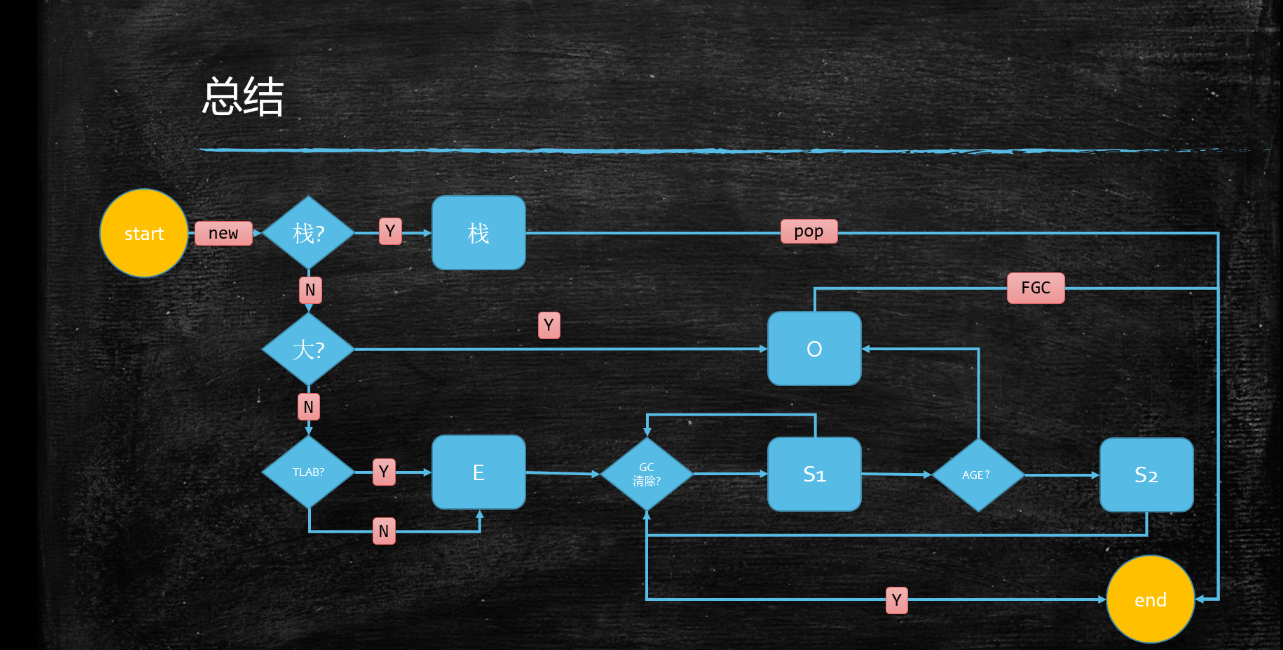 总结
start
new
栈?
Y
栈
pop
N
FGC
大?
Y
O
N
TLAB?
Y
E
GC
清除?
S1
AGE?
S2
N
Y
end